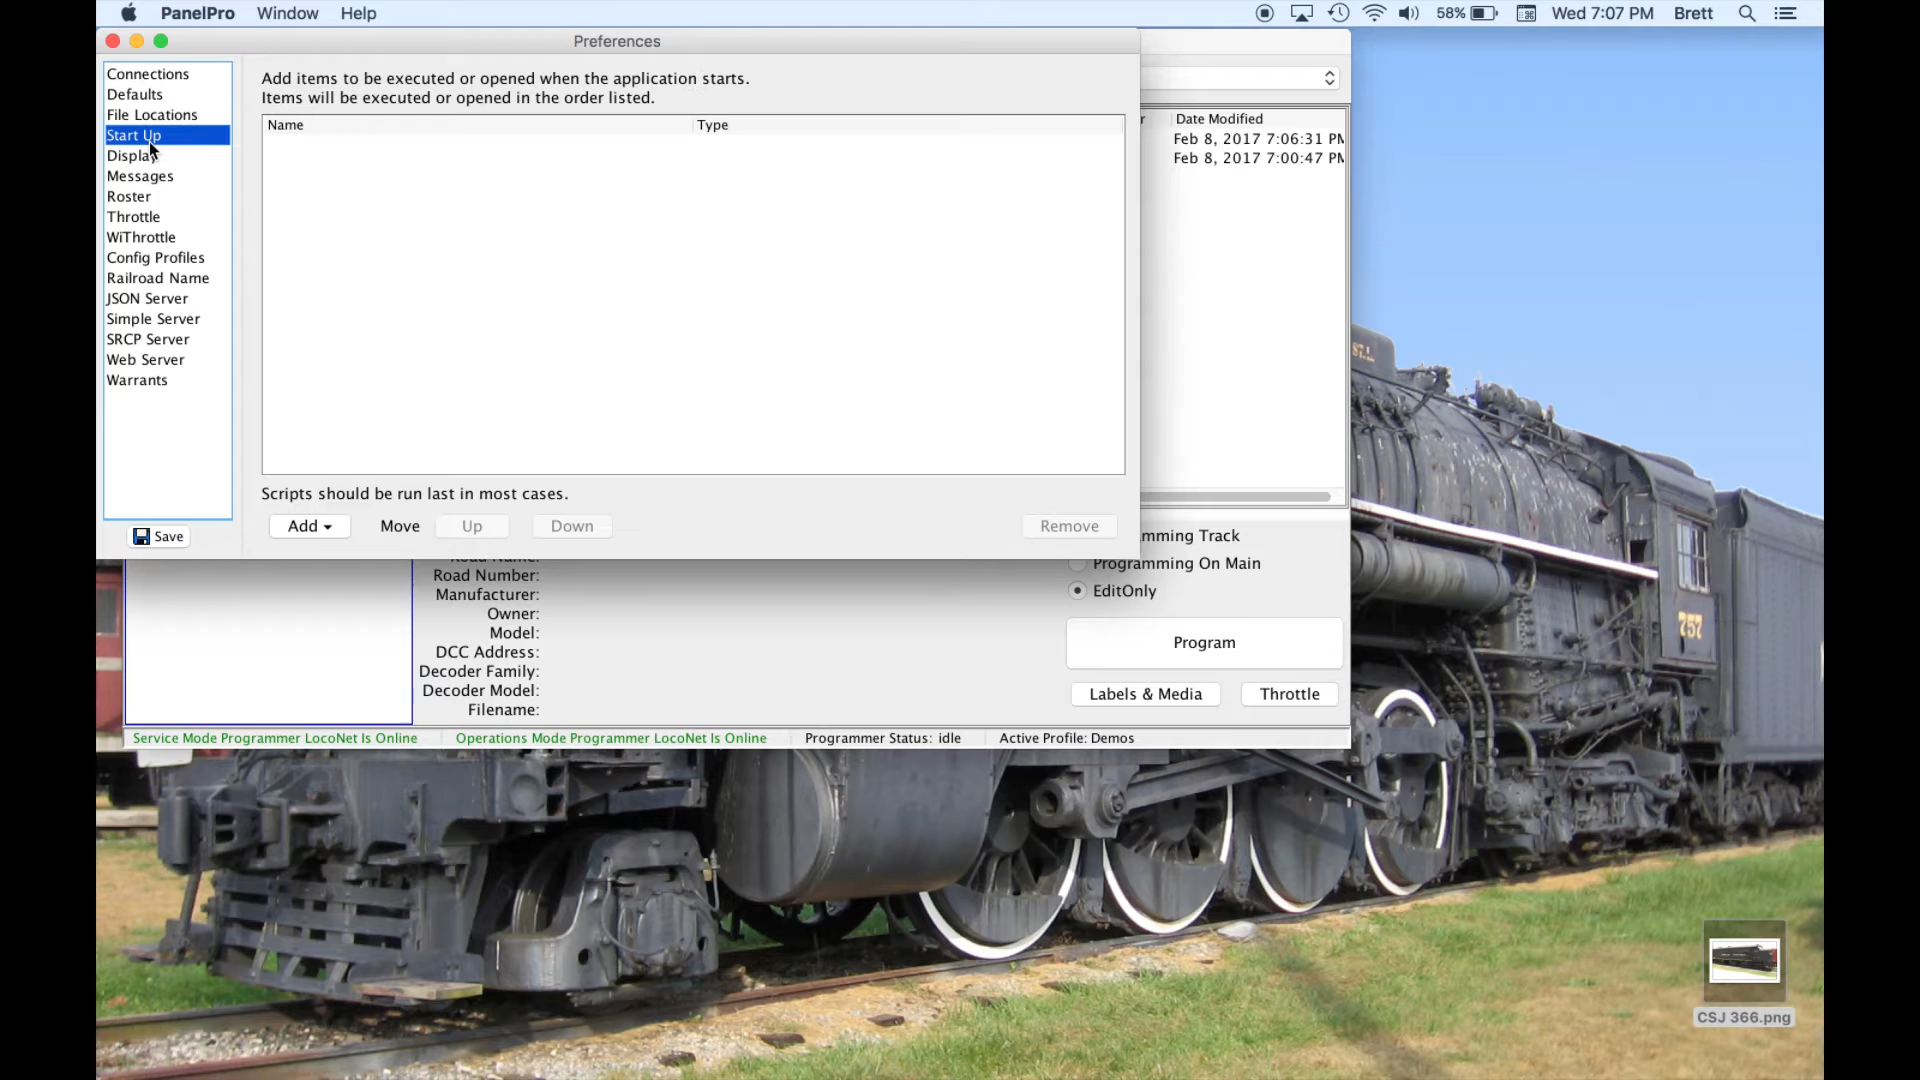 PanelPro Window Help
58% Wed 7:07 PM Brett
Preferences
Connections
Defaults
File Locations
Start Up
Display
Messages
Roster
Throttle
WiThrottle
Config Profiles
Railroad Name
JSON Server
Simple Server
SRCP Server
Web Server
Warrants
Save
Add items to be executed or opened when the application starts.
Items will be executed or opened in the order listed.
Name Type
Scripts should be run last in most cases.
Add Move Up Down Remove
r Date Modified
Feb 8, 2017 7:06:31 PM
Feb 8, 2017 7:00:47 PM
Road Number:
Manufacturer:
Owner:
Model:
DCC Address:
Decoder Family:
Decoder Model:
Filename:
mming Track
Programming On Main
EditOnly
Program
Labels & Media Throttle
Service Mode Programmer LocoNet Is Online Operations Mode Programmer LocoNet Is Online Programmer Status: idle Active Profile: Demos
757
CSJ 366.png